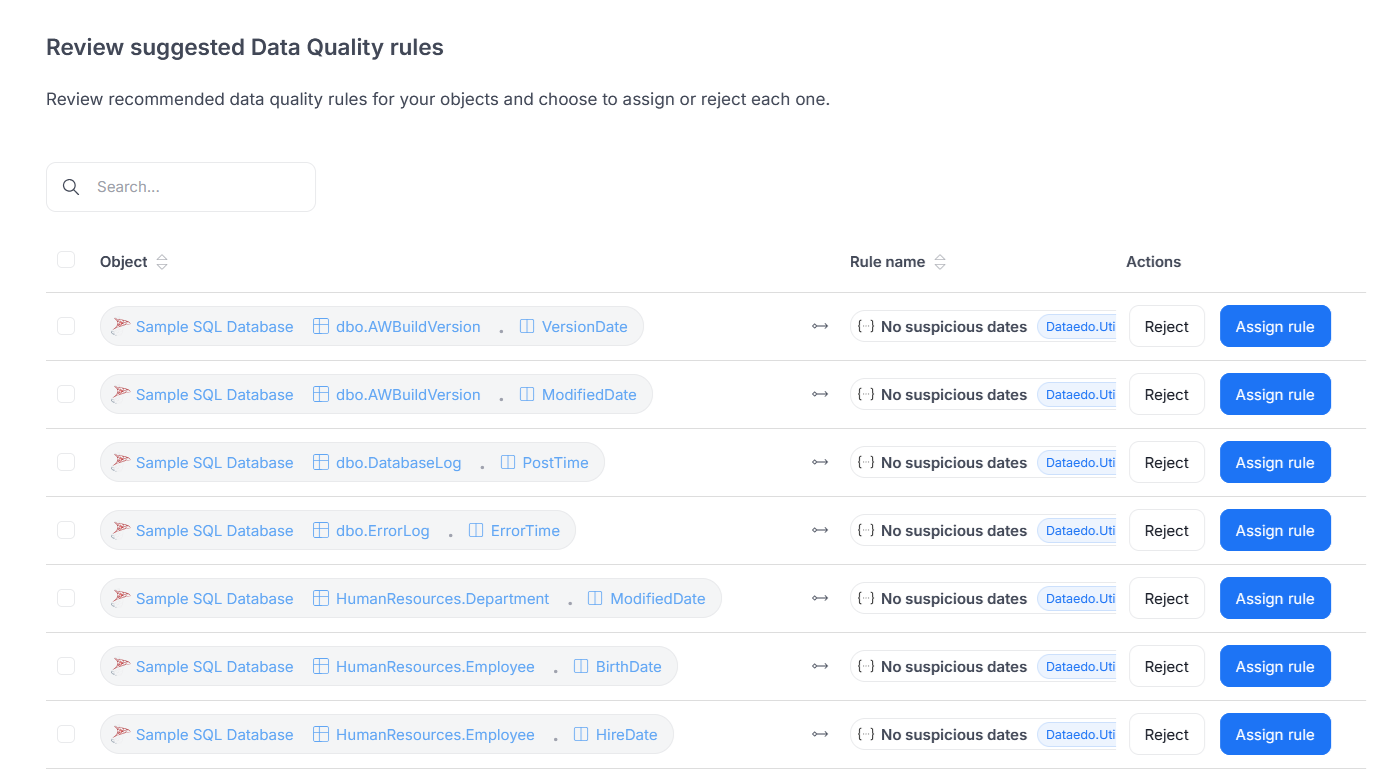 Review suggested Data Quality rules
Review recommended data quality rules for your objects and choose to assign or reject each one.
Search...
Object Rule name Actions
Sample SQL Database dbo.AWBuildVersion . VersionDate {···} No suspicious dates Dataedo.Uti Reject Assign rule
Sample SQL Database dbo.AWBuildVersion . ModifiedDate {···} No suspicious dates Dataedo.Uti Reject Assign rule
Sample SQL Database dbo.DatabaseLog . PostTime {···} No suspicious dates Dataedo.Uti Reject Assign rule
Sample SQL Database dbo.ErrorLog . ErrorTime {···} No suspicious dates Dataedo.Uti Reject Assign rule
Sample SQL Database HumanResources.Department . ModifiedDate {···} No suspicious dates Dataedo.Uti Reject Assign rule
Sample SQL Database HumanResources.Employee . BirthDate {···} No suspicious dates Dataedo.Uti Reject Assign rule
Sample SQL Database HumanResources.Employee . HireDate {···} No suspicious dates Dataedo.Uti Reject Assign rule